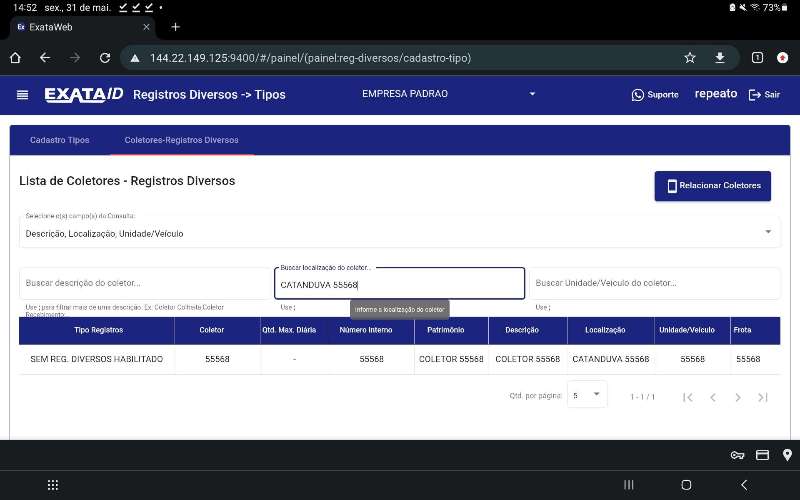 14:52 sex., 31 de mai.
73%
Ex ExataWeb
144.22.149.125:9400/#/painel/(painel:reg-diversos/cadastro-tipo)
1
EXATAID Registros Diversos -> Tipos EMPRESA PADRAO Suporte repeato Sair
Cadastro Tipos Coletores-Registros Diversos
Lista de Coletores - Registros Diversos
Relacionar Coletores
Selecione o(s) campo(s) da Consulta:
Descrição, Localização, Unidade/Veículo
Buscar localização do coletor...
Buscar descrição do coletor... CATANDUVA 55568 Buscar Unidade/Veículo do coletor...
Use ; para filtrar mais de uma descrição. Ex. Coletor Colheita;Coletor Recebimento;...
Use ;
Use ;
Informe a localização do coletor
Tipo Registros Coletor Qtd. Max. Diária Número Interno Patrimônio Descrição Localização Unidade/Veículo Frota
SEM REG. DIVERSOS HABILITADO 55568 - 55568 COLETOR 55568 COLETOR 55568 CATANDUVA 55568 55568 55568
Qtd. por página: 5 1 - 1 / 1